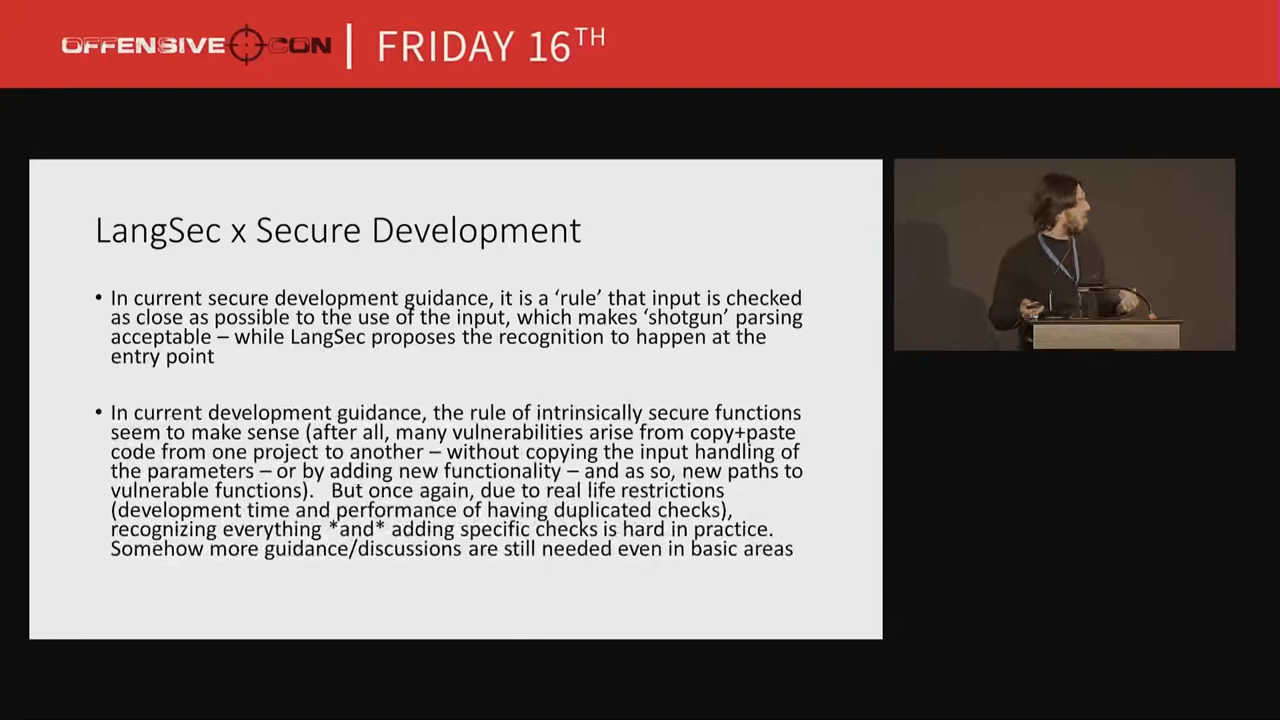 OFFENSIVE CON | FRIDAY 16TH
LangSec x Secure Development
• In current secure development guidance, it is a ‘rule’ that input is checked
as close as possible to the use of the input, which makes ‘shotgun’ parsing
acceptable – while LangSec proposes the recognition to happen at the
entry point
• In current development guidance, the rule of intrinsically secure functions
seem to make sense (after all, many vulnerabilities arise from copy+paste
code from one project to another – without copying the input handling of
the parameters – or by adding new functionality – and as so, new paths to
vulnerable functions). But once again, due to real life restrictions
(development time and performance of having duplicated checks),
recognizing everything *and* adding specific checks is hard in practice.
Somehow more guidance/discussions are still needed even in basic areas